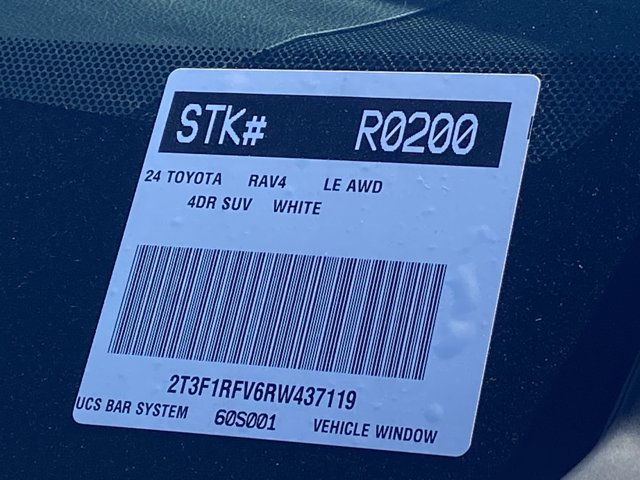 STK# R0200
24 TOYOTA RAV4 LE AWD
4DR SUV WHITE
2T3F1RFV6RW437119
UCS BAR SYSTEM 60S001 VEHICLE WINDOW